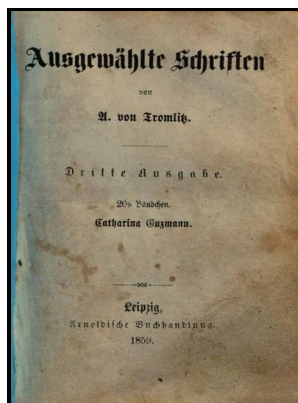 Ausgewählte Schriften
von
A. von Tromlitz.
Dritte Ausgabe.
20s Bändchen.
Catharina Guzmann.
Leipzig,
Arnoldische Buchhandlung.
1859.